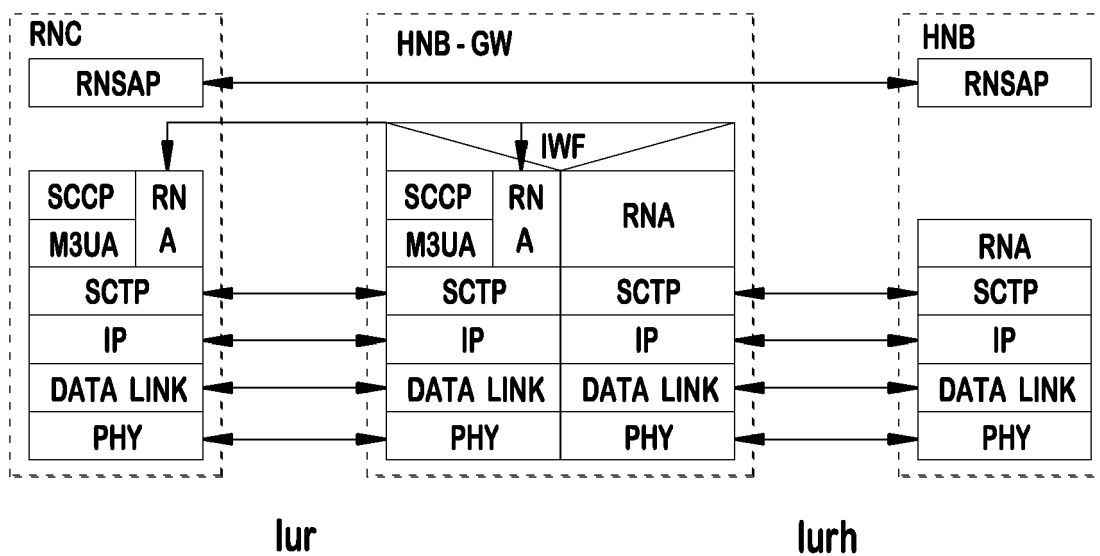 RNC
HNB - GW
HNB
RNSAP
RNSAP
IWF
SCCP
RN
A
M3UA
SCCP
RN
A
M3UA
RNA
RNA
SCTP
SCTP
SCTP
SCTP
IP
IP
IP
IP
DATA LINK
DATA LINK
DATA LINK
DATA LINK
PHY
PHY
PHY
PHY
Iur
Iurh